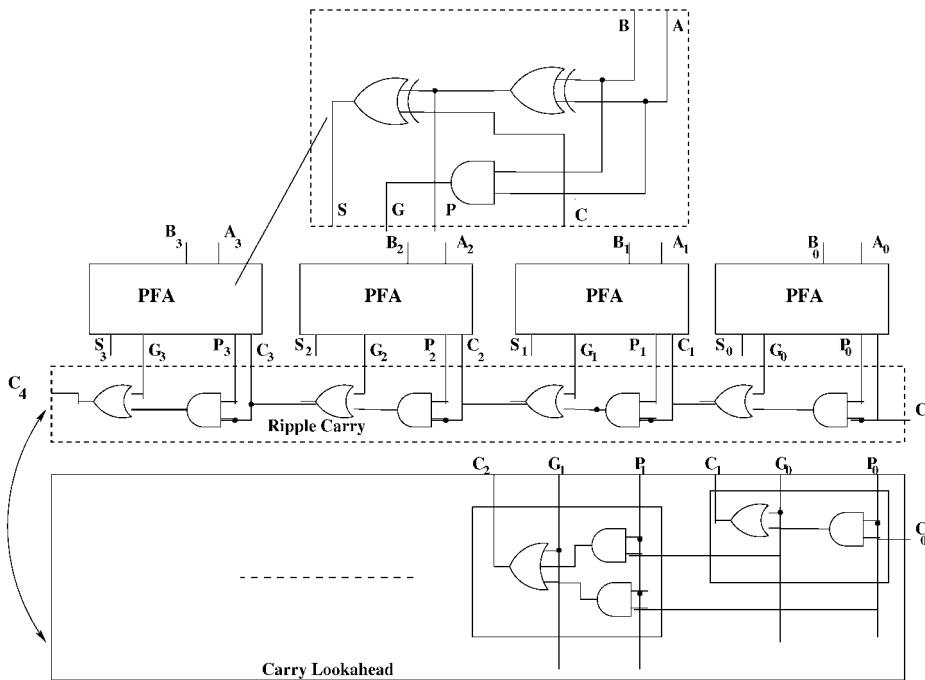 B A
S G P C
B3 A3 B2 A2 B1 A1 B0 A0
PFA PFA PFA PFA
S3 G3 P3 C3 S2 G2 P2 C2 S1 G1 P1 C1 S0 G0 P0
C4 C
Ripple Carry
C2 G1 P1 C1 G0 P0
C0
Carry Lookahead